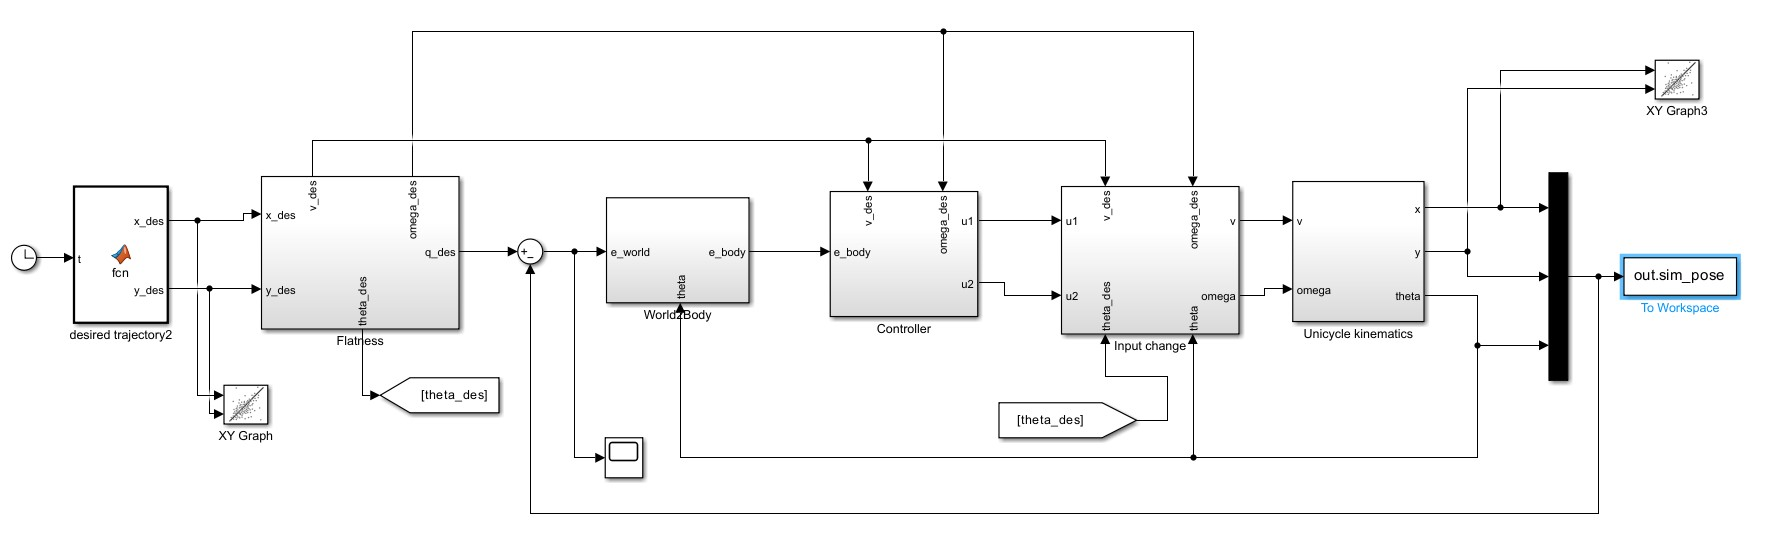 t
fcn
x_des
y_des
desired trajectory2
XY Graph
x_des
y_des
v_des
omega_des
theta_des
q_des
Flatness
[theta_des]
+
_
e_world
theta
e_body
World2Body
e_body
v_des
omega_des
u1
u2
Controller
[theta_des]
u1
u2
v_des
omega_des
theta_des
theta
v
omega
Input change
v
omega
x
y
theta
Unicycle kinematics
XY Graph3
out.sim_pose
To Workspace